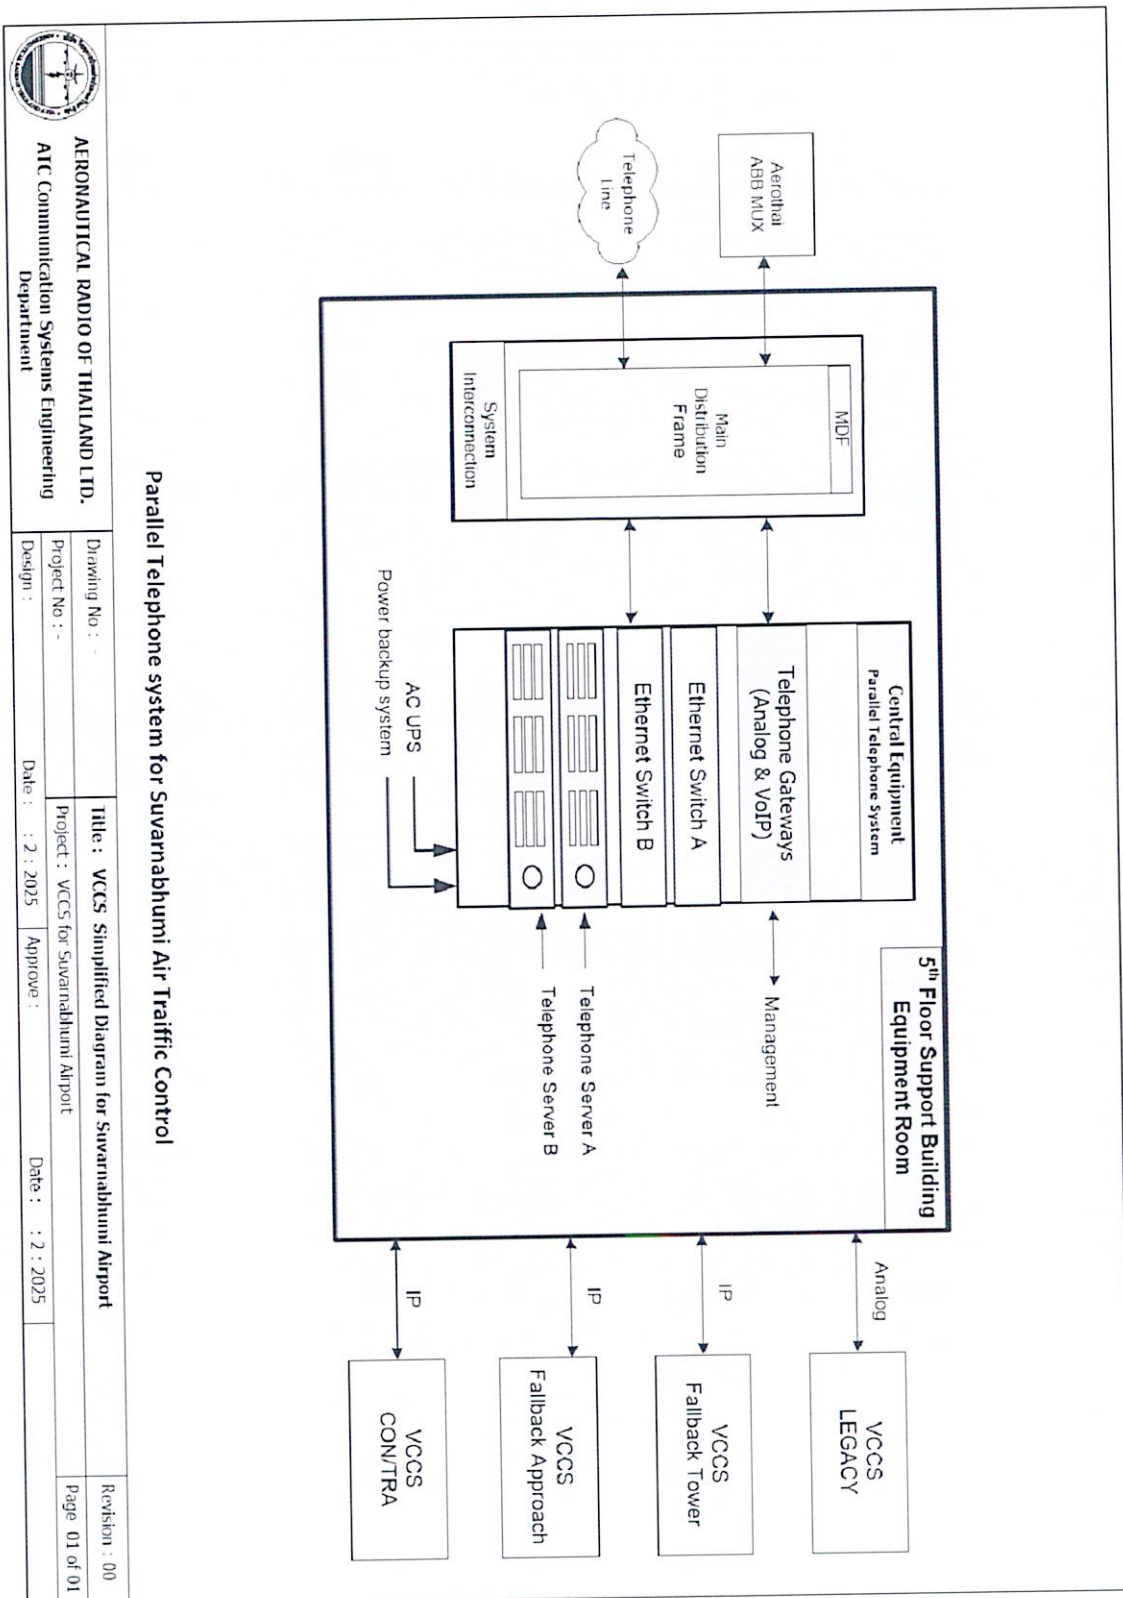 Aerothai
ABB MUX
Telephone
Line
5th Floor Support Building
Equipment Room
MDF
Main
Distribution
Frame
System
Interconnection
Central Equipment
Parallel Telephone System
Telephone Gateways
(Analog & VoIP)
Ethernet Switch A
Ethernet Switch B
Management
Telephone Server A
Telephone Server B
AC UPS
Power backup system
Analog
VCCS
LEGACY
IP
VCCS
Fallback Tower
IP
VCCS
Fallback Approach
IP
VCCS
CON/TRA
Parallel Telephone system for Suvarnabhumi Air Traiffic Control
AERONAUTICAL RADIO OF THAILAND LTD.
ATC Communication Systems Engineering
Department
Drawing No : -
Project No : -
Design :
Date : : 2 : 2025
Title : VCCS Simplified Diagram for Suvarnabhumi Airport
Project : VCCS for Suvarnabhumi Airport
Approve :
Date : : 2 : 2025
Revision : 00
Page 01 of 01